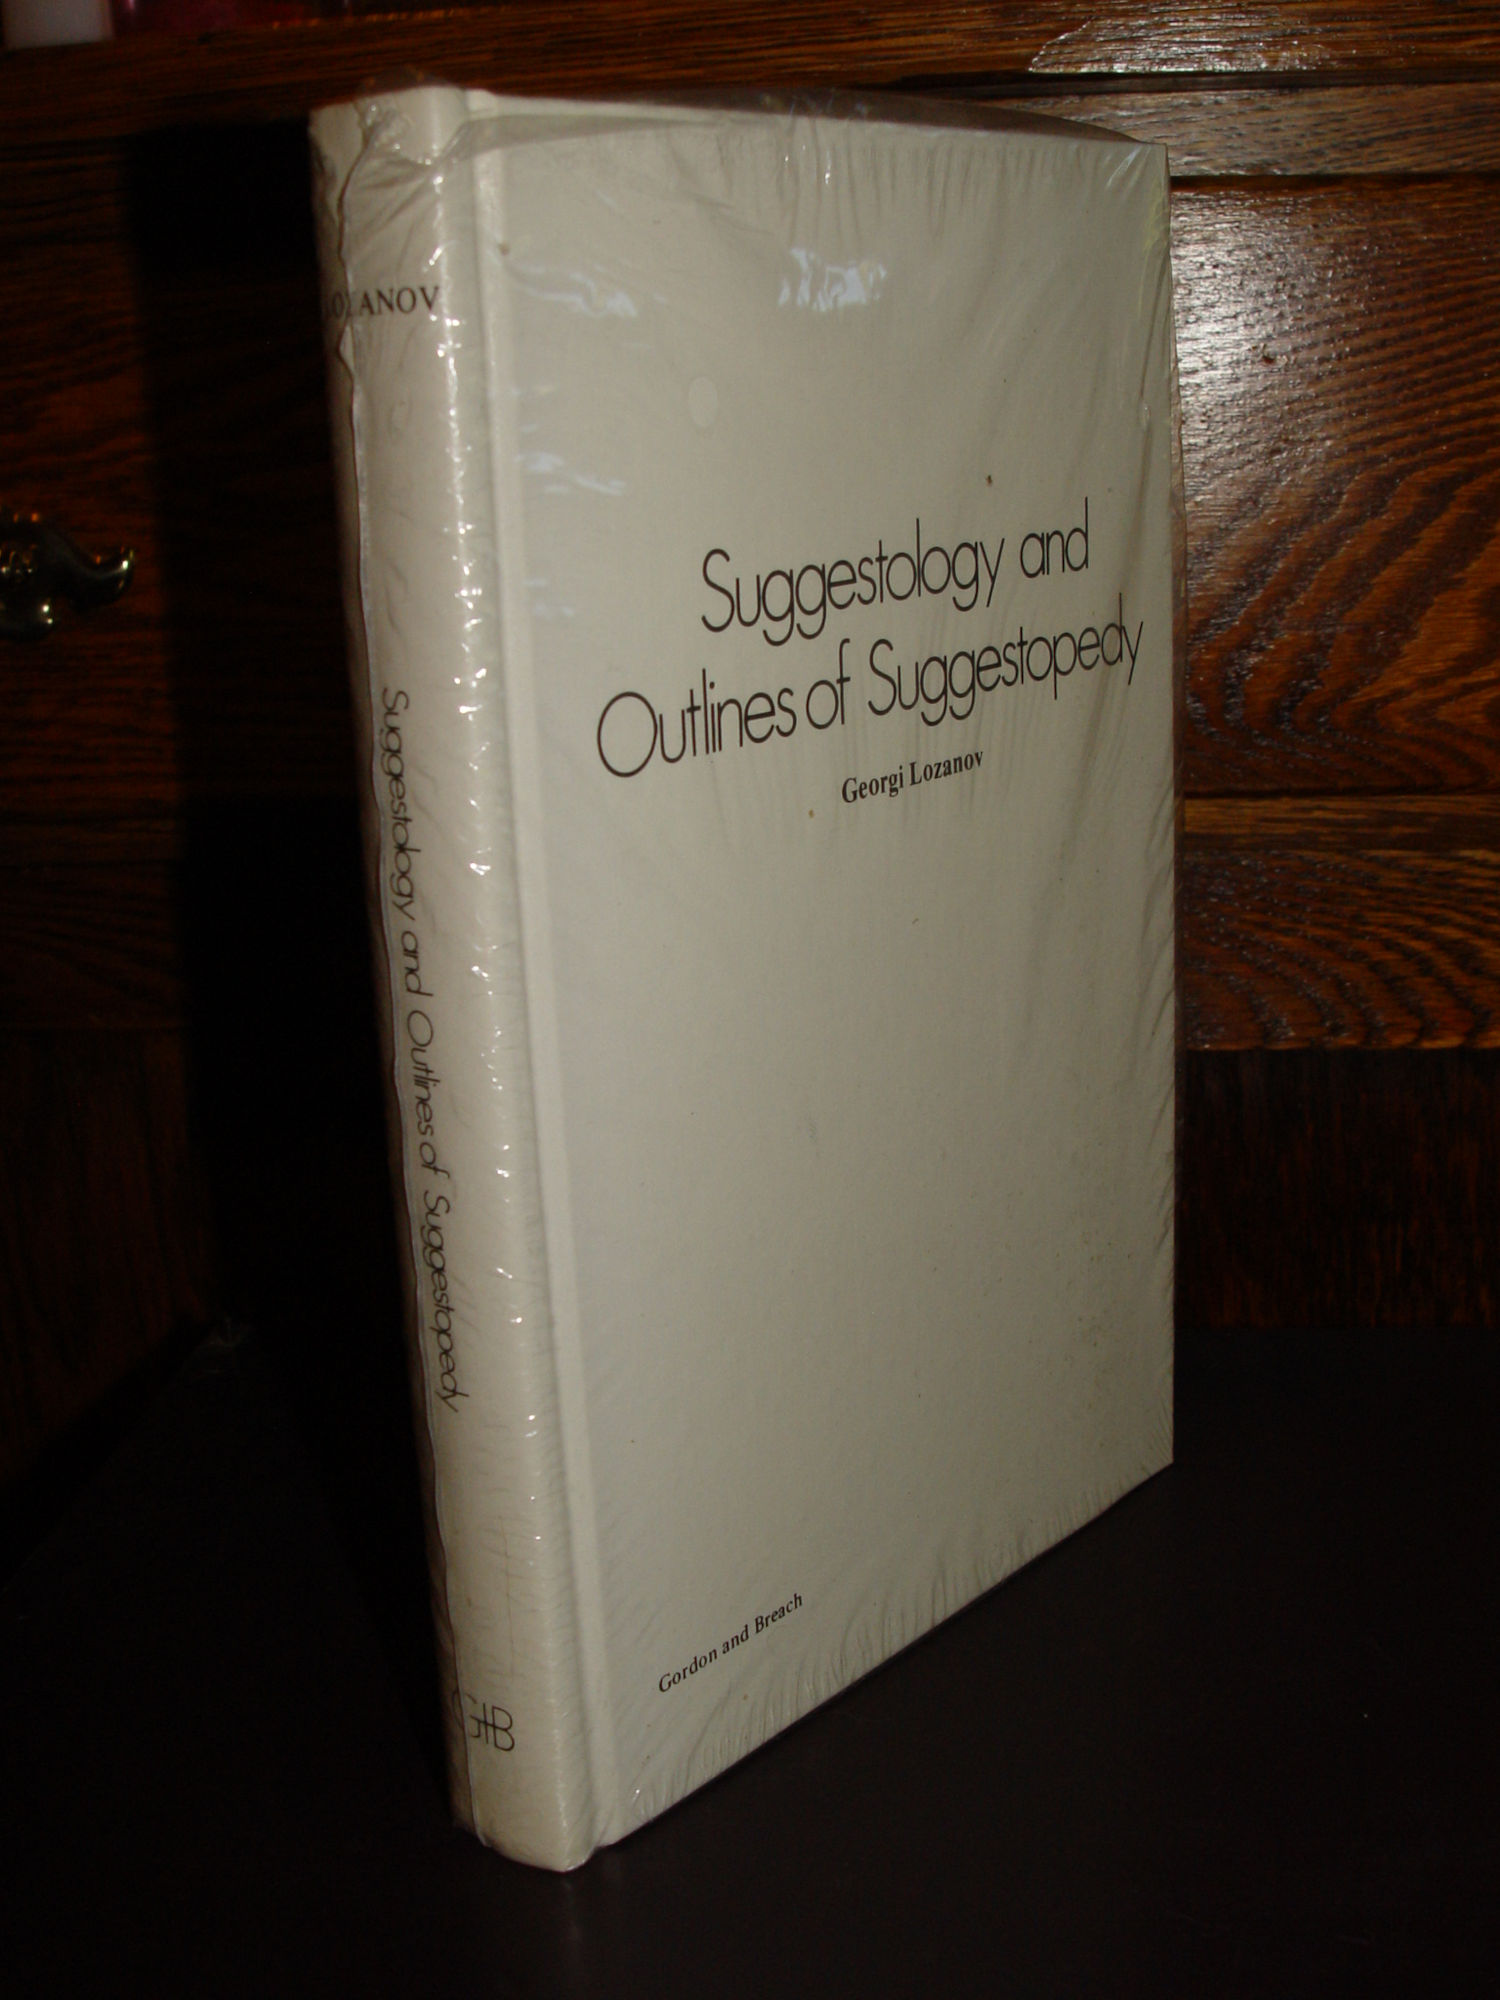 LOZANOV
Suggestology and Outlines of Suggestopedy
GB
Suggestology and
Outlines of Suggestopedy
Georgi Lozanov
Gordon and Breach